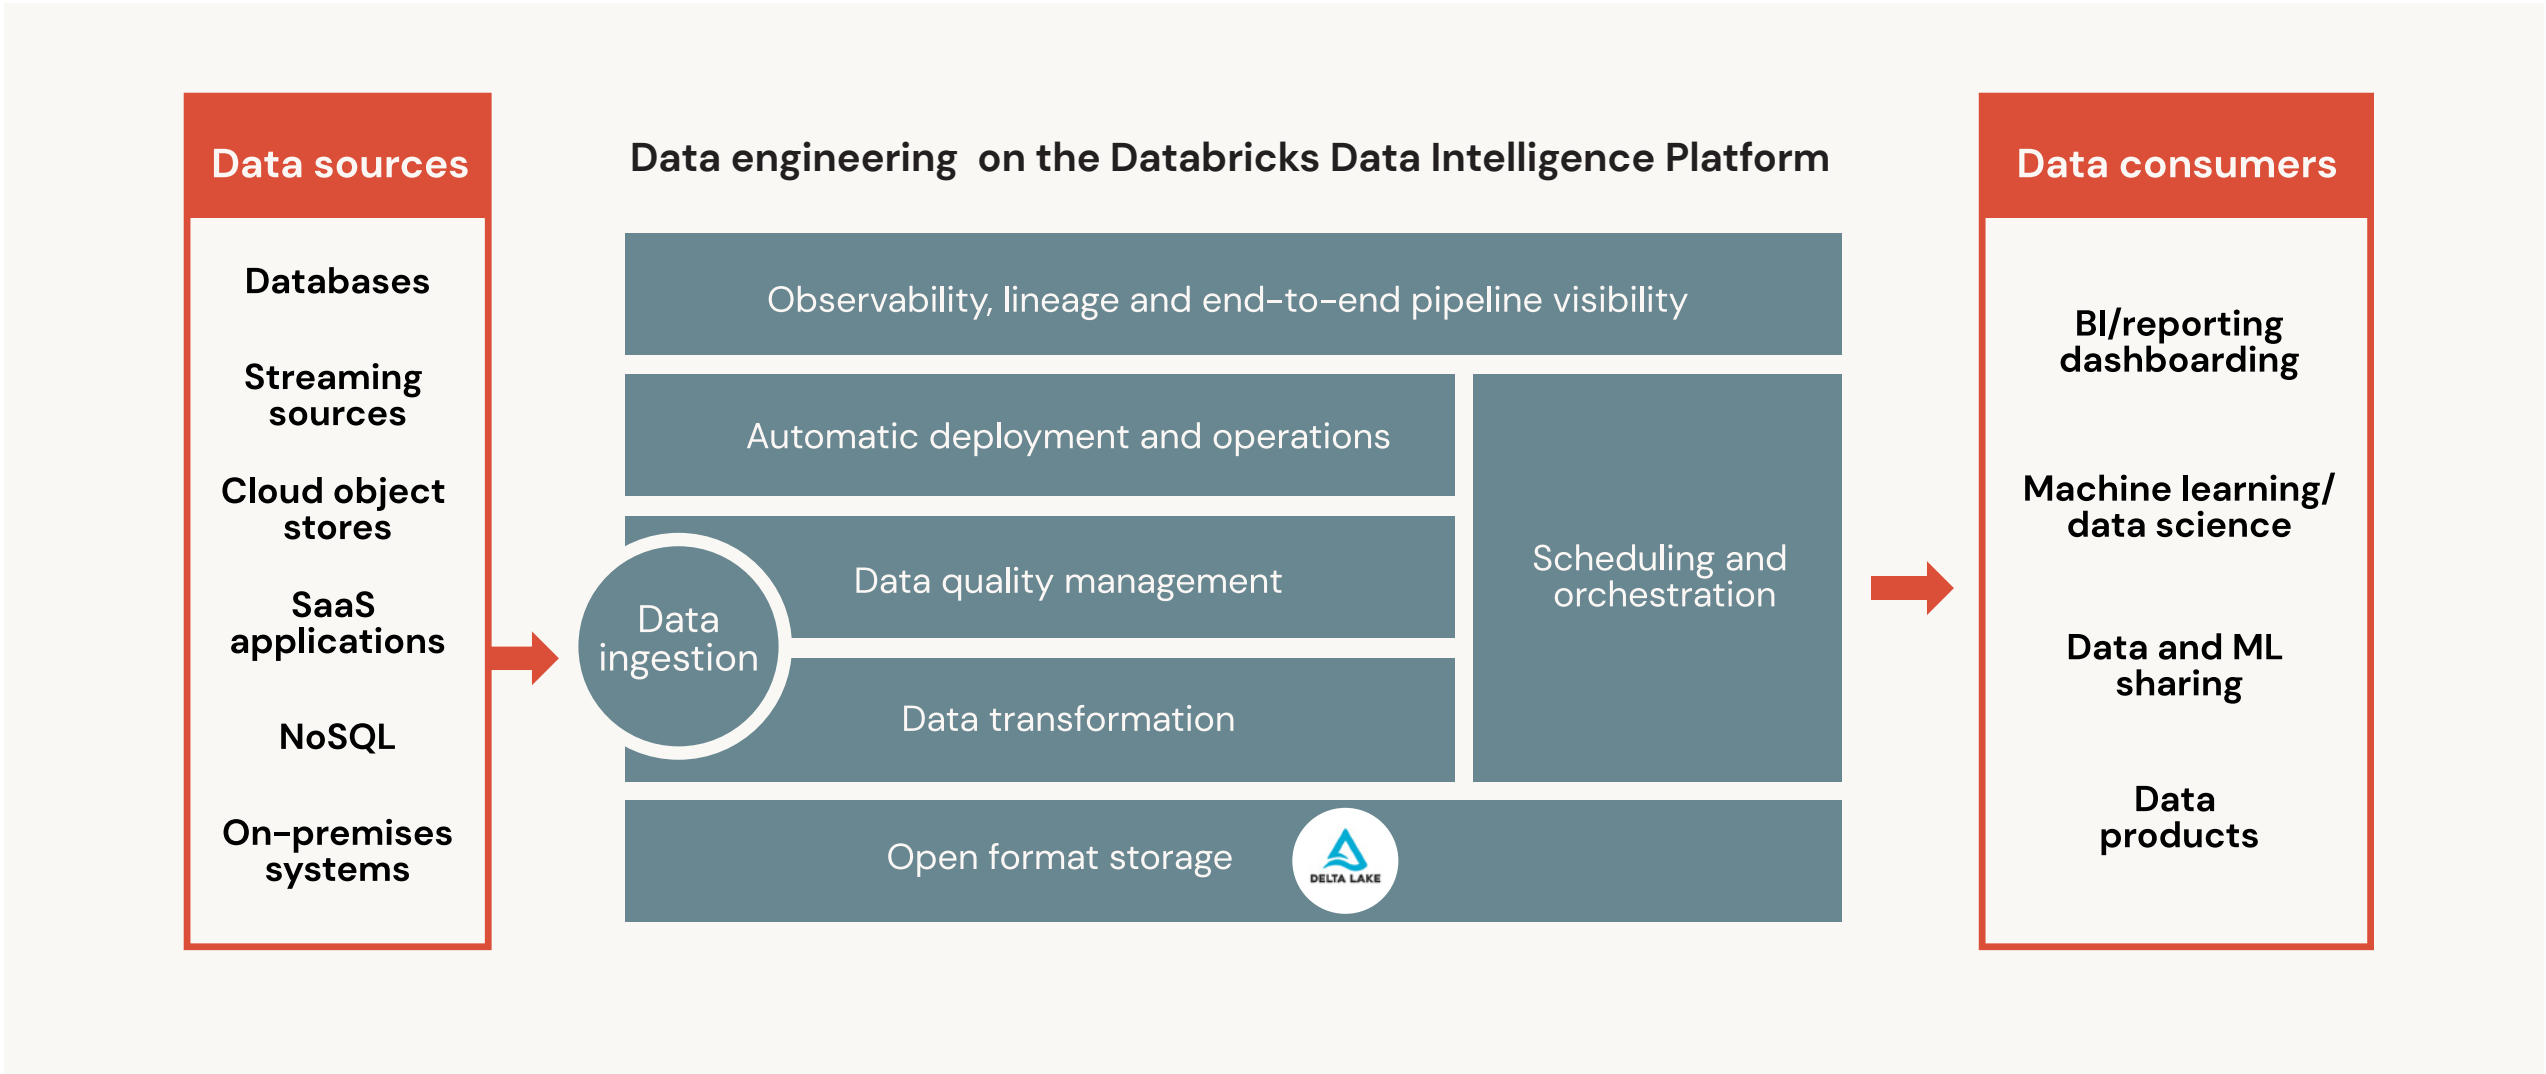 Data sources
Databases
Streaming
sources
Cloud object
stores
SaaS
applications
NoSQL
On-premises
systems
Data engineering  on the Databricks Data Intelligence Platform
Observability, lineage and end-to-end pipeline visibility
Automatic deployment and operations
Data quality management
Data
ingestion
Data transformation
Scheduling and
orchestration
Open format storage
DELTA LAKE
Data consumers
BI/reporting
dashboarding
Machine learning/
data science
Data and ML
sharing
Data
products